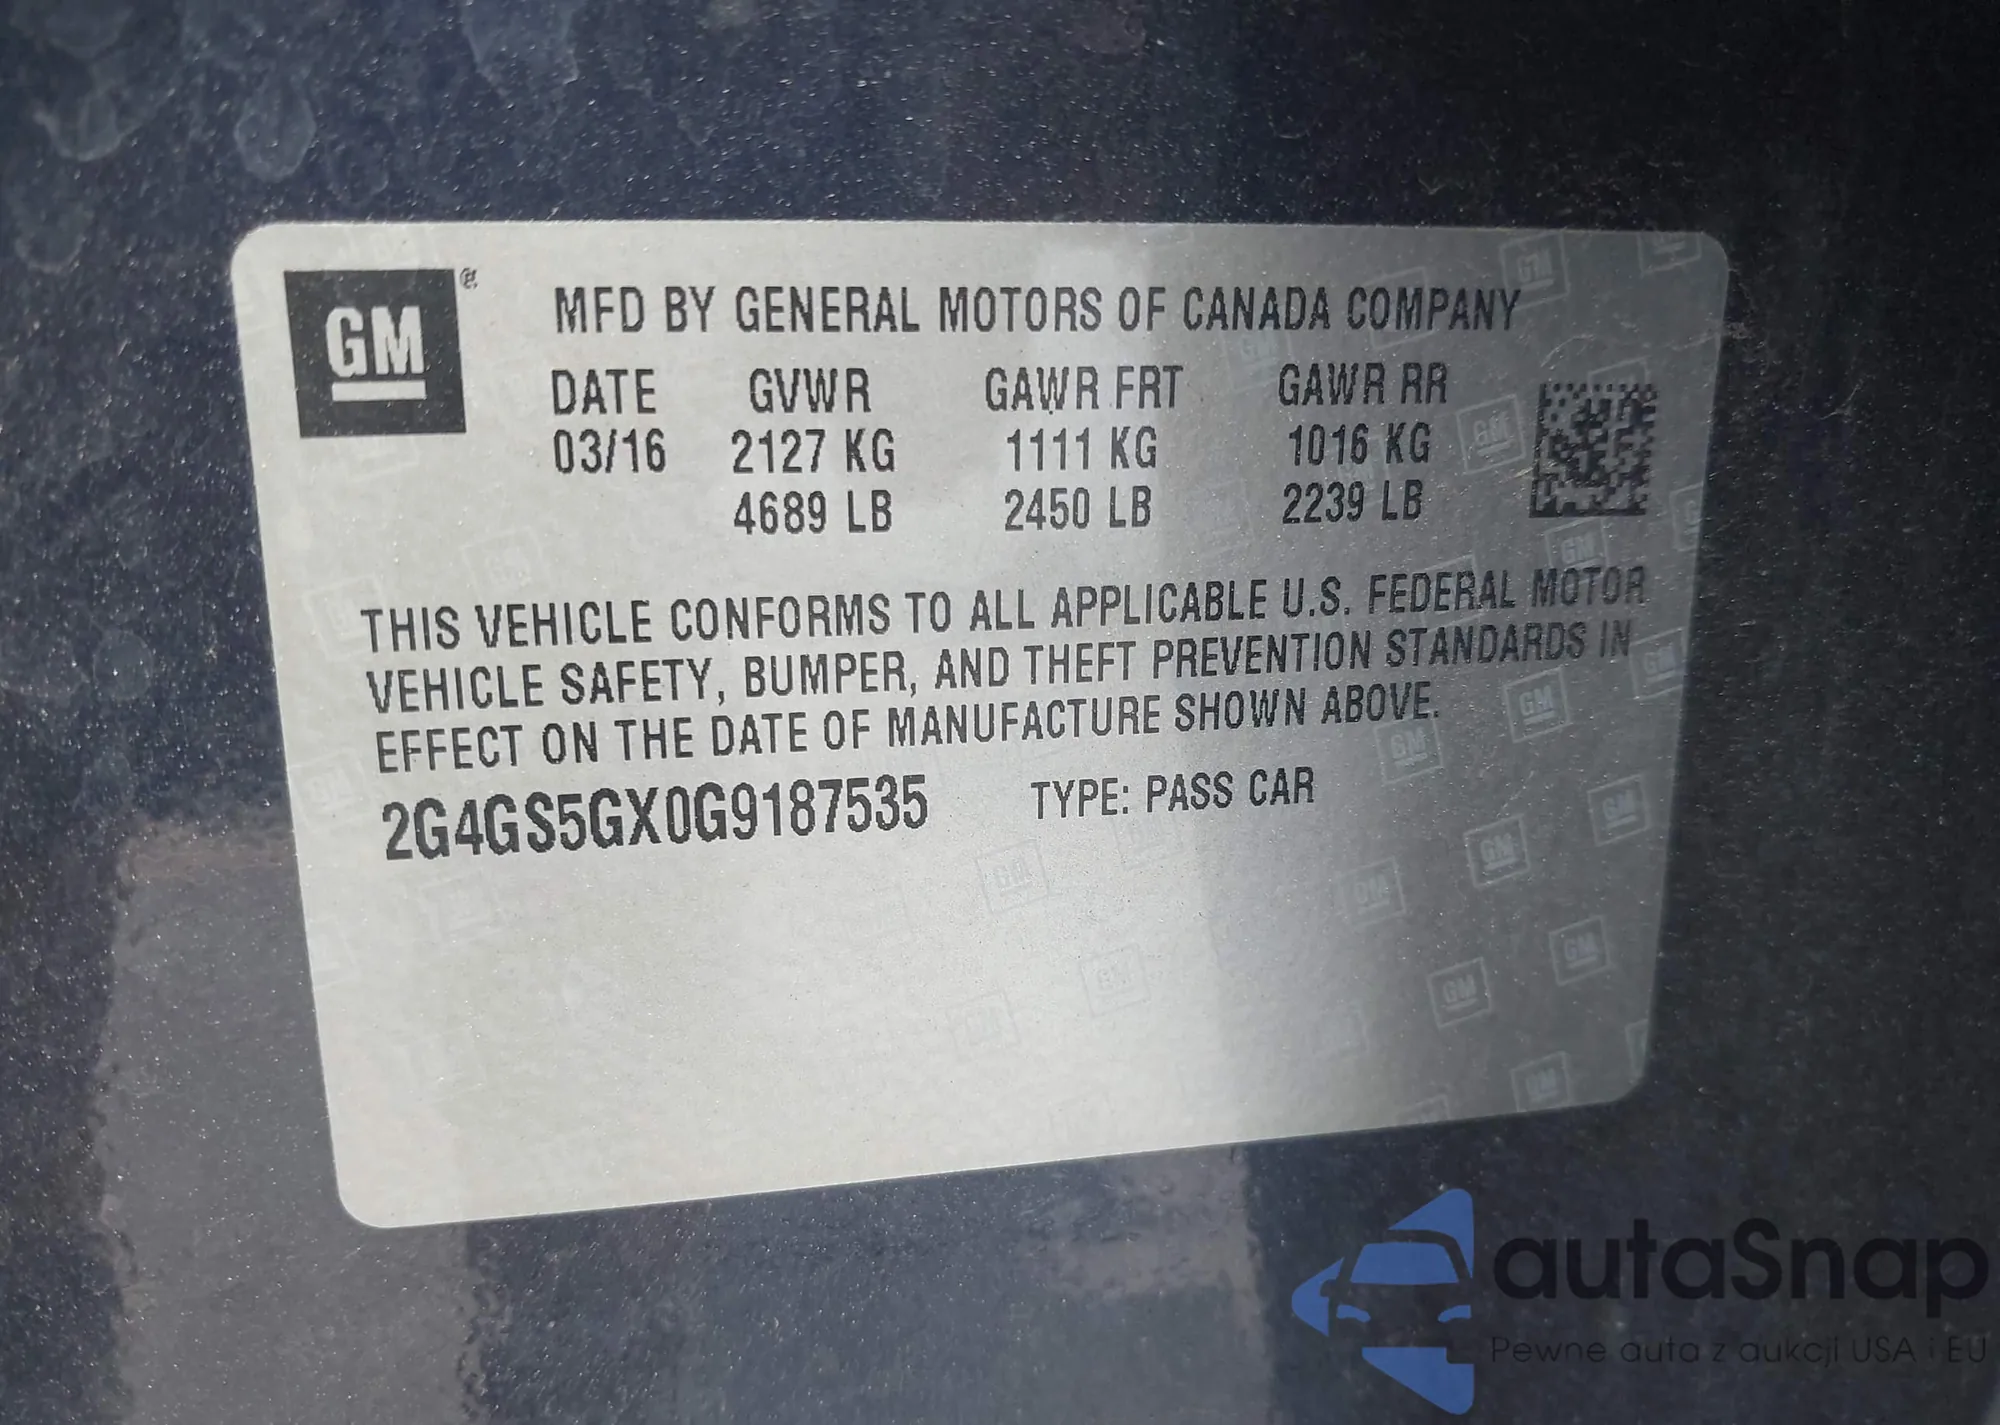 GM ®
MFD BY GENERAL MOTORS OF CANADA COMPANY
DATE GVWR GAWR FRT GAWR RR
03/16 2127 KG 1111 KG 1016 KG
4689 LB 2450 LB 2239 LB
THIS VEHICLE CONFORMS TO ALL APPLICABLE U.S. FEDERAL MOTOR
VEHICLE SAFETY, BUMPER, AND THEFT PREVENTION STANDARDS IN
EFFECT ON THE DATE OF MANUFACTURE SHOWN ABOVE.
2G4GS5GX0G9187535 TYPE: PASS CAR
autaSnap
Pewne auta z aukcji USA i EU